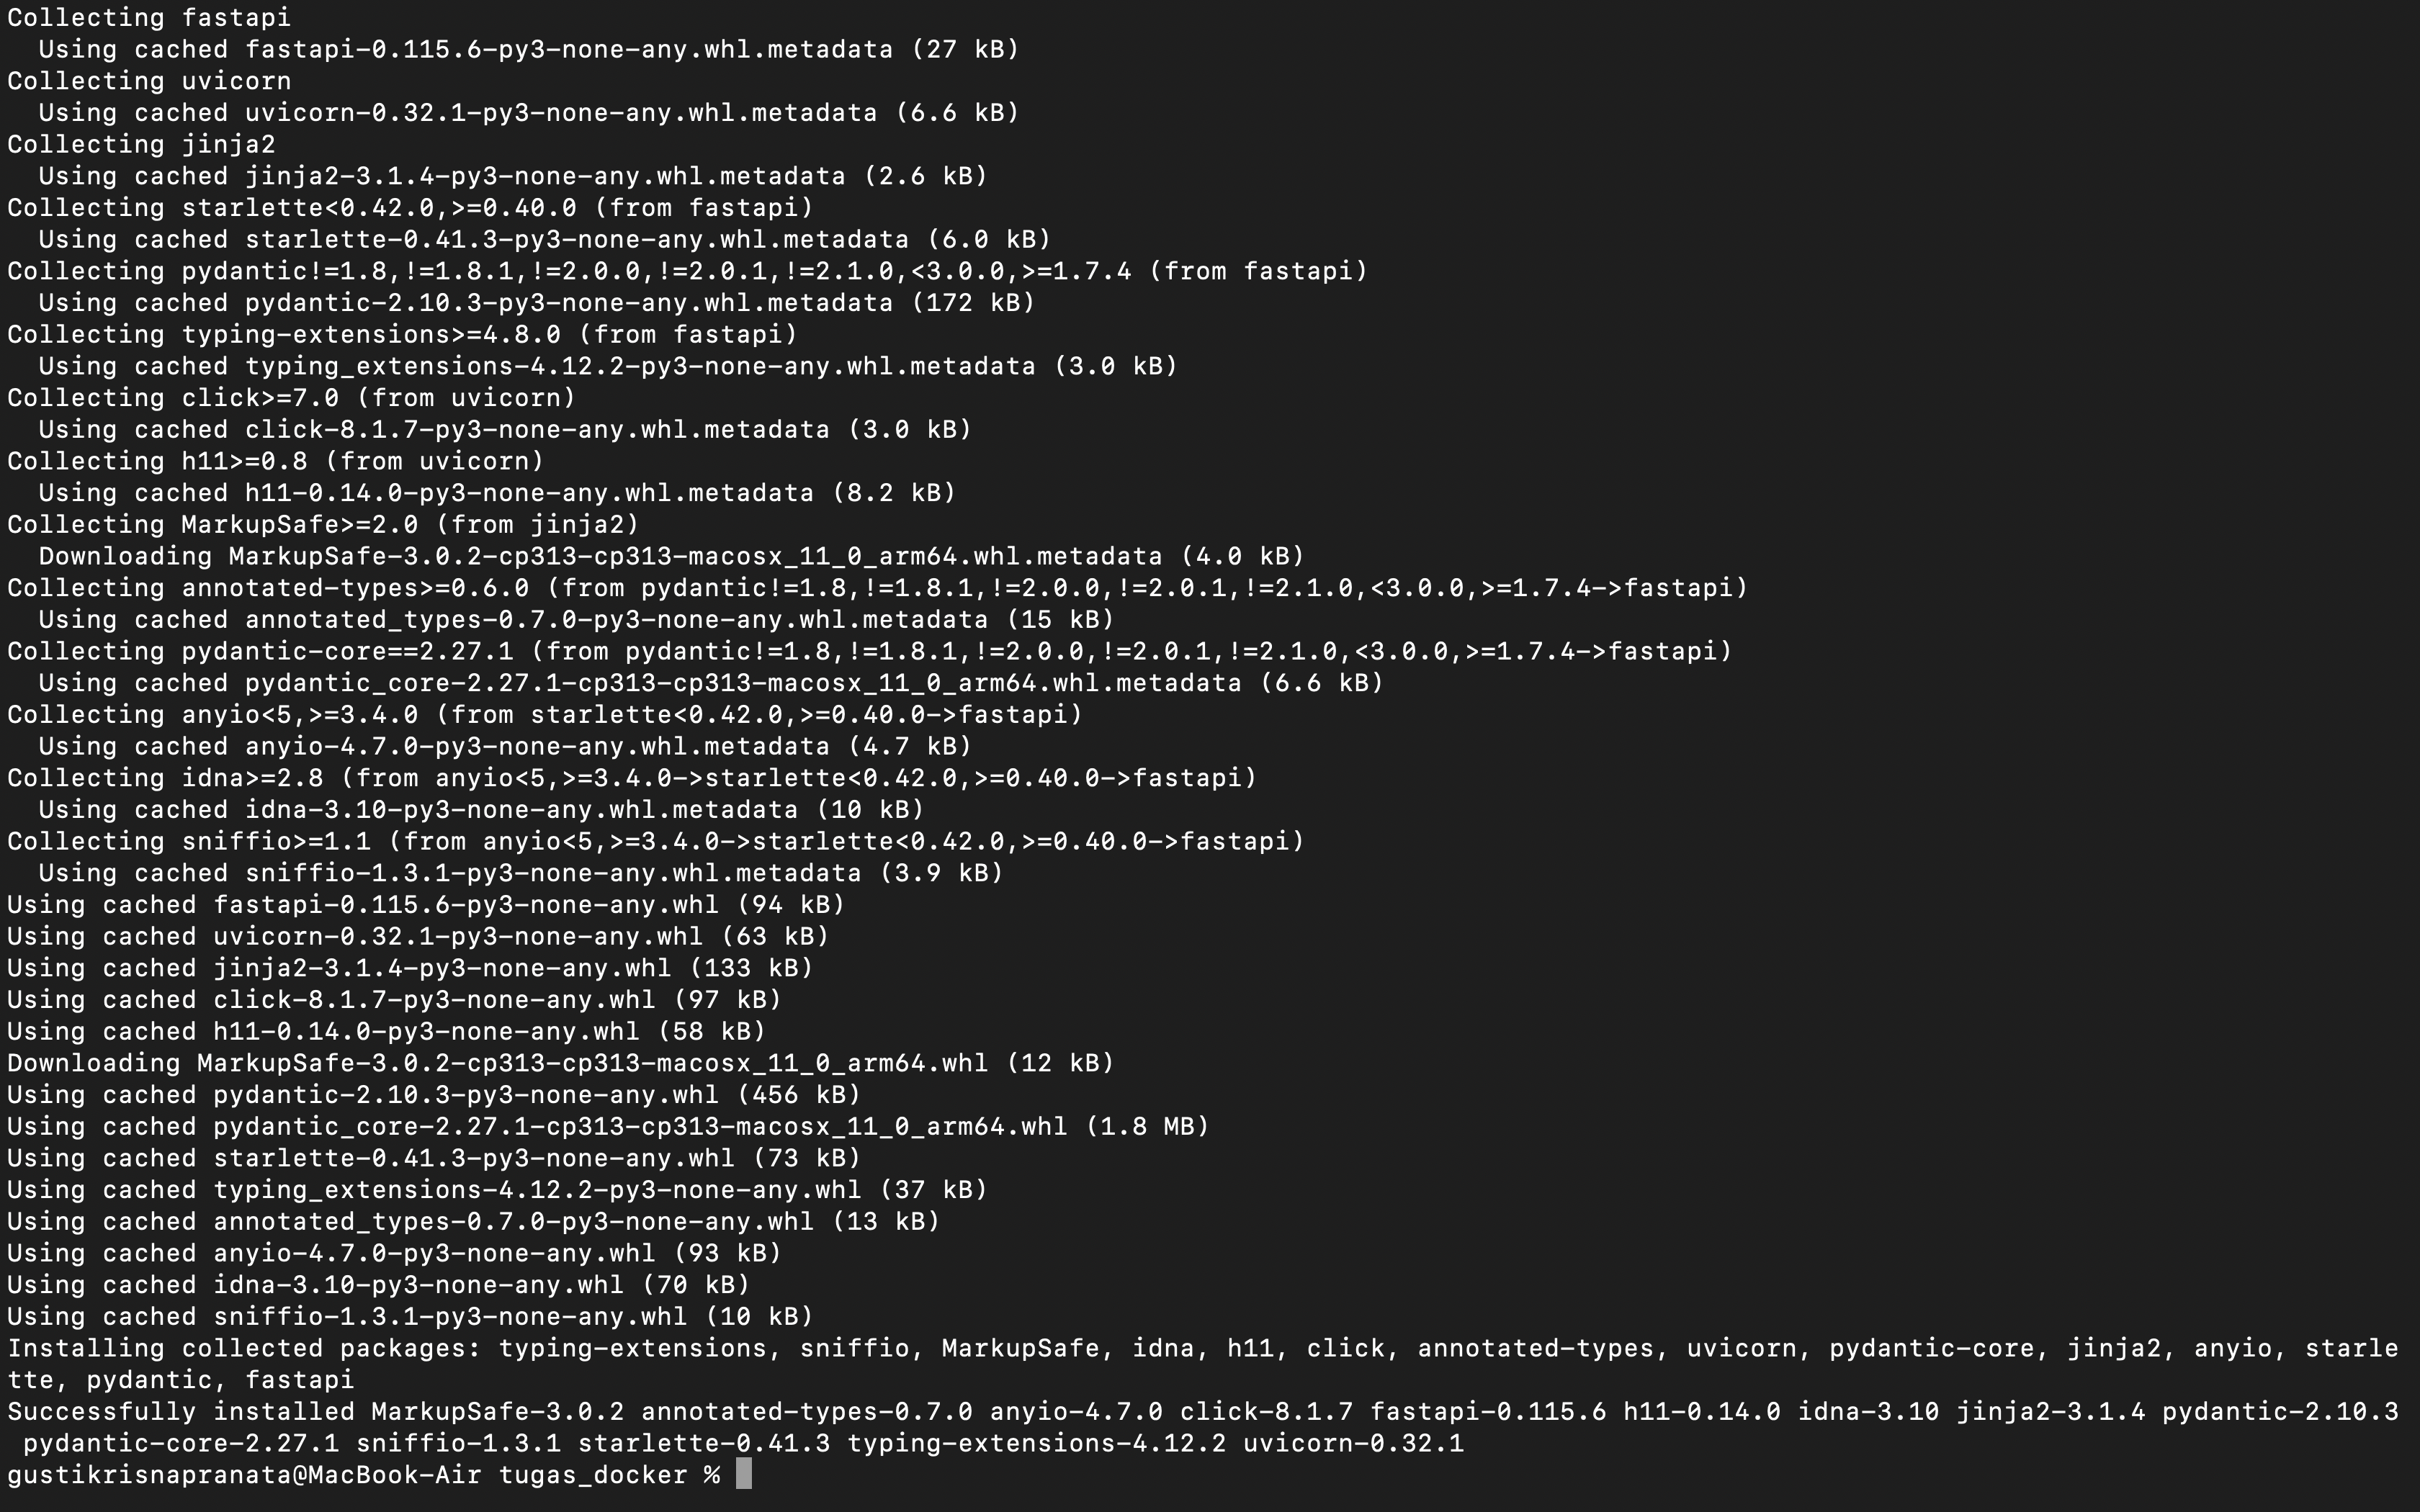 Collecting fastapi
  Using cached fastapi-0.115.6-py3-none-any.whl.metadata (27 kB)
Collecting uvicorn
  Using cached uvicorn-0.32.1-py3-none-any.whl.metadata (6.6 kB)
Collecting jinja2
  Using cached jinja2-3.1.4-py3-none-any.whl.metadata (2.6 kB)
Collecting starlette<0.42.0,>=0.40.0 (from fastapi)
  Using cached starlette-0.41.3-py3-none-any.whl.metadata (6.0 kB)
Collecting pydantic!=1.8,!=1.8.1,!=2.0.0,!=2.0.1,!=2.1.0,<3.0.0,>=1.7.4 (from fastapi)
  Using cached pydantic-2.10.3-py3-none-any.whl.metadata (172 kB)
Collecting typing-extensions>=4.8.0 (from fastapi)
  Using cached typing_extensions-4.12.2-py3-none-any.whl.metadata (3.0 kB)
Collecting click>=7.0 (from uvicorn)
  Using cached click-8.1.7-py3-none-any.whl.metadata (3.0 kB)
Collecting h11>=0.8 (from uvicorn)
  Using cached h11-0.14.0-py3-none-any.whl.metadata (8.2 kB)
Collecting MarkupSafe>=2.0 (from jinja2)
  Downloading MarkupSafe-3.0.2-cp313-cp313-macosx_11_0_arm64.whl.metadata (4.0 kB)
Collecting annotated-types>=0.6.0 (from pydantic!=1.8,!=1.8.1,!=2.0.0,!=2.0.1,!=2.1.0,<3.0.0,>=1.7.4->fastapi)
  Using cached annotated_types-0.7.0-py3-none-any.whl.metadata (15 kB)
Collecting pydantic-core==2.27.1 (from pydantic!=1.8,!=1.8.1,!=2.0.0,!=2.0.1,!=2.1.0,<3.0.0,>=1.7.4->fastapi)
  Using cached pydantic_core-2.27.1-cp313-cp313-macosx_11_0_arm64.whl.metadata (6.6 kB)
Collecting anyio<5,>=3.4.0 (from starlette<0.42.0,>=0.40.0->fastapi)
  Using cached anyio-4.7.0-py3-none-any.whl.metadata (4.7 kB)
Collecting idna>=2.8 (from anyio<5,>=3.4.0->starlette<0.42.0,>=0.40.0->fastapi)
  Using cached idna-3.10-py3-none-any.whl.metadata (10 kB)
Collecting sniffio>=1.1 (from anyio<5,>=3.4.0->starlette<0.42.0,>=0.40.0->fastapi)
  Using cached sniffio-1.3.1-py3-none-any.whl.metadata (3.9 kB)
Using cached fastapi-0.115.6-py3-none-any.whl (94 kB)
Using cached uvicorn-0.32.1-py3-none-any.whl (63 kB)
Using cached jinja2-3.1.4-py3-none-any.whl (133 kB)
Using cached click-8.1.7-py3-none-any.whl (97 kB)
Using cached h11-0.14.0-py3-none-any.whl (58 kB)
Downloading MarkupSafe-3.0.2-cp313-cp313-macosx_11_0_arm64.whl (12 kB)
Using cached pydantic-2.10.3-py3-none-any.whl (456 kB)
Using cached pydantic_core-2.27.1-cp313-cp313-macosx_11_0_arm64.whl (1.8 MB)
Using cached starlette-0.41.3-py3-none-any.whl (73 kB)
Using cached typing_extensions-4.12.2-py3-none-any.whl (37 kB)
Using cached annotated_types-0.7.0-py3-none-any.whl (13 kB)
Using cached anyio-4.7.0-py3-none-any.whl (93 kB)
Using cached idna-3.10-py3-none-any.whl (70 kB)
Using cached sniffio-1.3.1-py3-none-any.whl (10 kB)
Installing collected packages: typing-extensions, sniffio, MarkupSafe, idna, h11, click, annotated-types, uvicorn, pydantic-core, jinja2, anyio, starle
tte, pydantic, fastapi
Successfully installed MarkupSafe-3.0.2 annotated-types-0.7.0 anyio-4.7.0 click-8.1.7 fastapi-0.115.6 h11-0.14.0 idna-3.10 jinja2-3.1.4 pydantic-2.10.3
 pydantic-core-2.27.1 sniffio-1.3.1 starlette-0.41.3 typing-extensions-4.12.2 uvicorn-0.32.1
gustikrisnapranata@MacBook-Air tugas_docker %